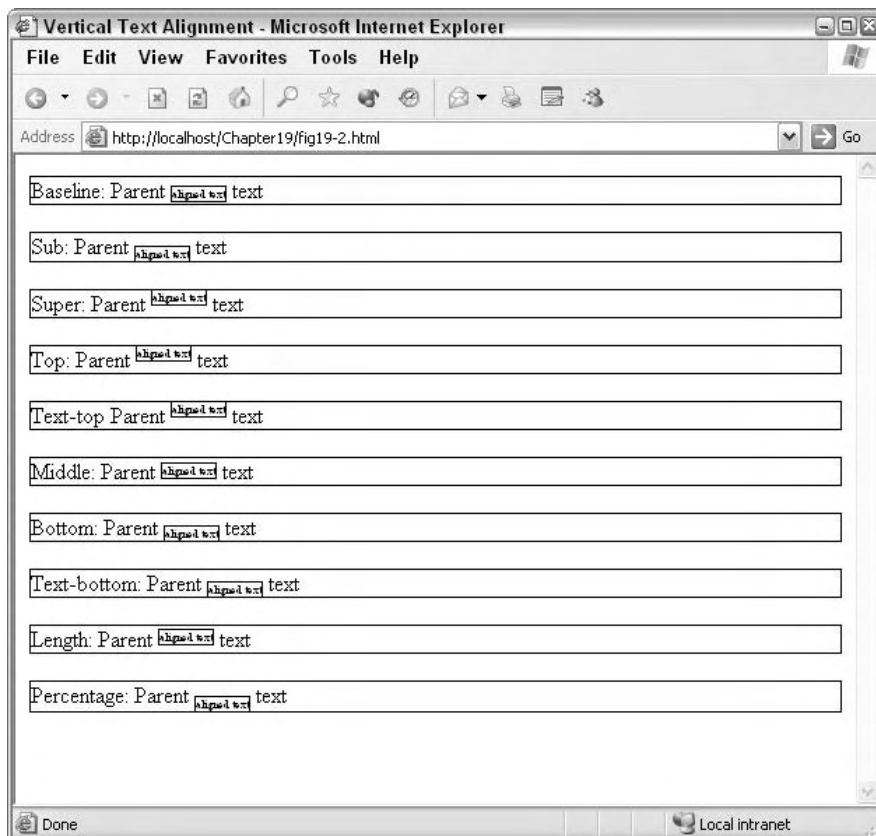 Vertical Text Alignment - Microsoft Internet Explorer
File Edit View Favorites Tools Help
Address http://localhost/Chapter19/fig19-2.html Go
Baseline: Parent aligned text text
Sub: Parent aligned text text
Super: Parent aligned text text
Top: Parent aligned text text
Text-top Parent aligned text text
Middle: Parent aligned text text
Bottom: Parent aligned text text
Text-bottom: Parent aligned text text
Length: Parent aligned text text
Percentage: Parent aligned text text
Done Local intranet